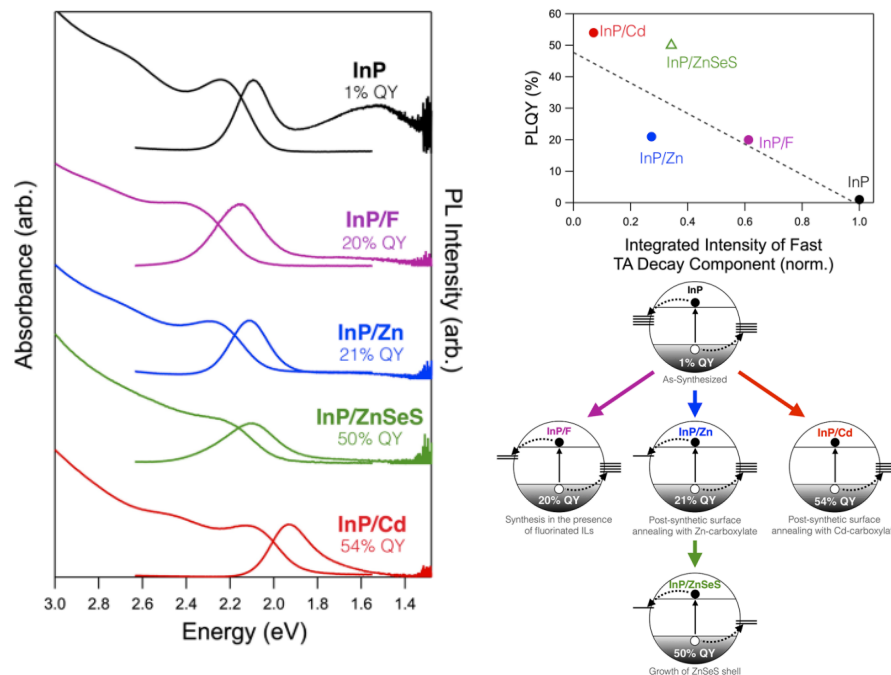 InP
1% QY
InP/F
20% QY
InP/Zn
21% QY
InP/ZnSeS
50% QY
InP/Cd
54% QY
Absorbance (arb.)
PL Intensity (arb.)
3.0 2.8 2.6 2.4 2.2 2.0 1.8 1.6 1.4
Energy (eV)
60
50
40
30
20
10
0
PLQY (%)
InP/Cd
InP/ZnSeS
InP/Zn
InP/F
InP
0.0 0.2 0.4 0.6 0.8 1.0
Integrated Intensity of Fast
TA Decay Component (norm.)
InP
1% QY
As-Synthesized
InP/F
20% QY
Synthesis in the presence
of fluorinated ILs
InP/Zn
21% QY
Post-synthetic surface
annealing with Zn-carboxylate
InP/Cd
54% QY
Post-synthetic surface
annealing with Cd-carboxylat
InP/ZnSeS
50% QY
Growth of ZnSeS shell